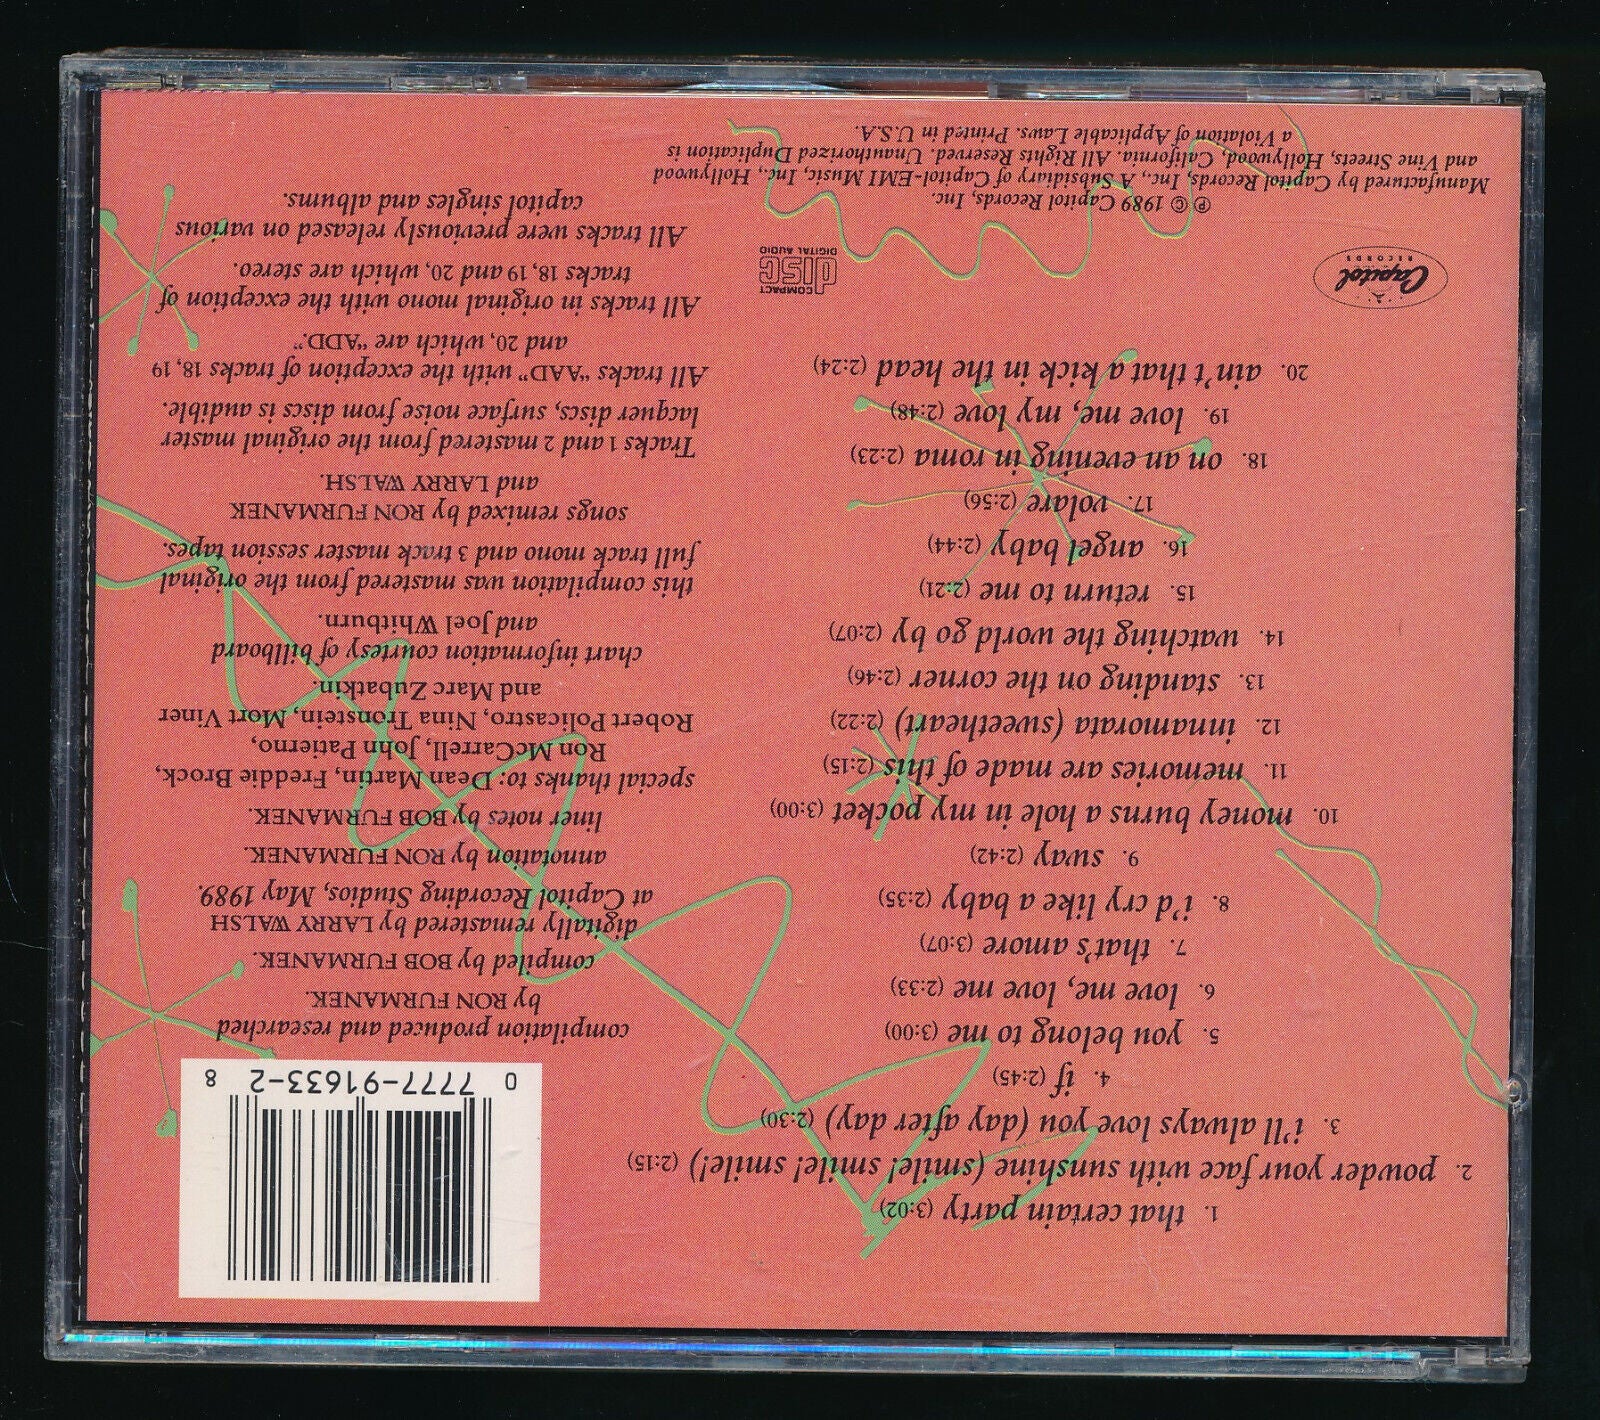 1. that certain party (3:02)
2. powder your face with sunshine (smile! smile! smile!) (2:15)
3. i'll always love you (day after day) (2:30)
4. if (2:45)
5. you belong to me (3:00)
6. love me, love me (2:33)
7. that's amore (3:07)
8. i'd cry like a baby (2:35)
9. sway (2:42)
10. money burns a hole in my pocket (3:00)
11. memories are made of this (2:15)
12. innamorata (sweetheart) (2:22)
13. standing on the corner (2:46)
14. watching the world go by (2:07)
15. return to me (2:21)
16. angel baby (2:44)
17. volare (2:56)
18. on an evening in roma (2:23)
19. love me, my love (2:48)
20. ain't that a kick in the head (2:24)
Capitol
RECORDS
COMPACT
disc
DIGITAL AUDIO
℗ © 1989 Capitol Records, Inc.
Manufactured by Capitol Records, Inc., A Subsidiary of Capitol-EMI Music, Inc., Hollywood
and Vine Streets, Hollywood, California. All Rights Reserved. Unauthorized Duplication is
a Violation of Applicable Laws. Printed in U.S.A.
0 7777-91633-2 8
compilation produced and researched
by RON FURMANEK.
compiled by BOB FURMANEK.
digitally remastered by LARRY WALSH
at Capitol Recording Studios, May 1989.
annotation by RON FURMANEK.
liner notes by BOB FURMANEK.
special thanks to: Dean Martin, Freddie Brock,
Ron McCarrell, John Patierno,
Robert Policastro, Nina Tronstein, Mort Viner
and Marc Zubatkin.
chart information courtesy of billboard
and Joel Whitburn.
this compilation was mastered from the original
full track mono and 3 track master session tapes.
songs remixed by RON FURMANEK
and LARRY WALSH.
Tracks 1 and 2 mastered from the original master
lacquer discs, surface noise from discs is audible.
All tracks "AAD" with the exception of tracks 18, 19
and 20, which are "ADD."
All tracks in original mono with the exception of
tracks 18, 19 and 20, which are stereo.
All tracks were previously released on various
capitol singles and albums.